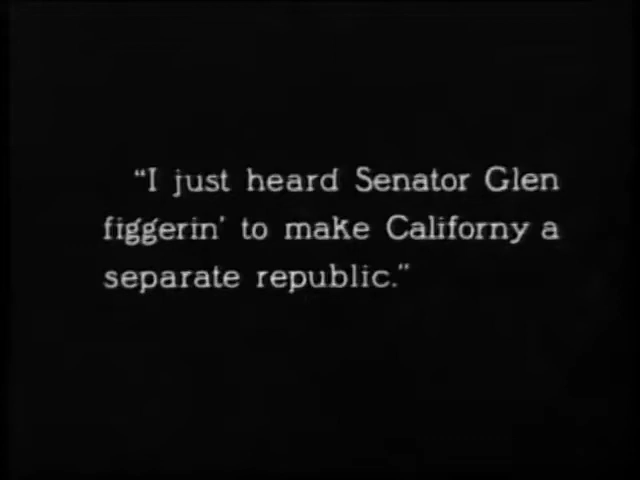 “I just heard Senator Glen
figgerin’ to make Californy a
separate republic.”